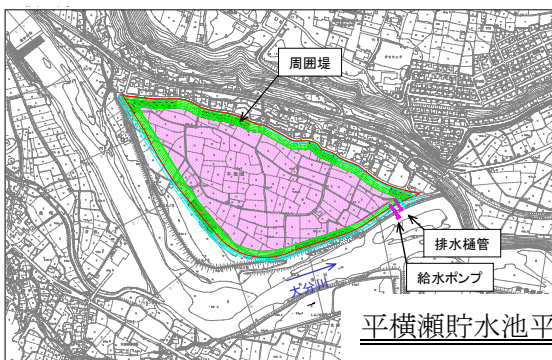 周囲堤
排水樋管
給水ポンプ
大分川
平横瀬貯水池平